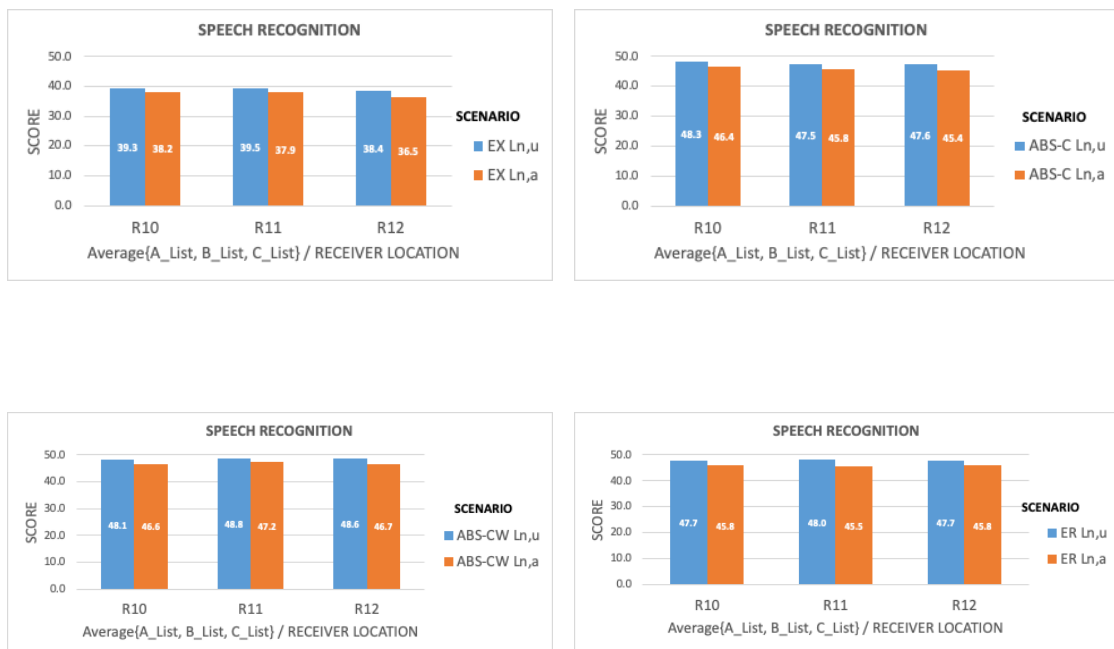 SPEECH RECOGNITION
50.0
40.0
30.0
20.0
10.0
0.0
SCORE
39.3 38.2 39.5 37.9 38.4 36.5
R10 R11 R12
Average{A_List, B_List, C_List} / RECEIVER LOCATION
SCENARIO
EX Ln,u
EX Ln,a
SPEECH RECOGNITION
50.0
40.0
30.0
20.0
10.0
0.0
SCORE
48.3 46.4 47.5 45.8 47.6 45.4
R10 R11 R12
Average{A_List, B_List, C_List} / RECEIVER LOCATION
SCENARIO
ABS-C Ln,u
ABS-C Ln,a
SPEECH RECOGNITION
50.0
40.0
30.0
20.0
10.0
0.0
SCORE
48.1 46.6 48.8 47.2 48.6 46.7
R10 R11 R12
Average{A_List, B_List, C_List} / RECEIVER LOCATION
SCENARIO
ABS-CW Ln,u
ABS-CW Ln,a
SPEECH RECOGNITION
50.0
40.0
30.0
20.0
10.0
0.0
SCORE
47.7 45.8 48.0 45.5 47.7 45.8
R10 R11 R12
Average{A_List, B_List, C_List} / RECEIVER LOCATION
SCENARIO
ER Ln,u
ER Ln,a